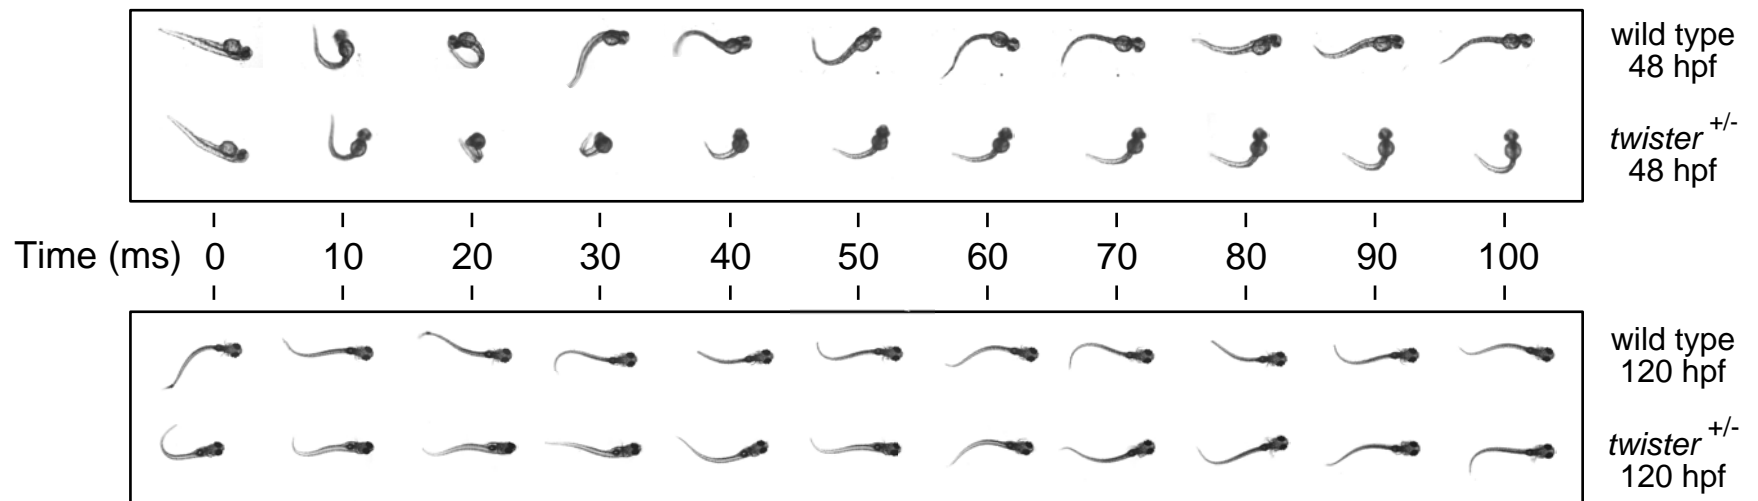 wild type
48 hpf
twister +/-
48 hpf
Time (ms) 0 10 20 30 40 50 60 70 80 90 100
wild type
120 hpf
twister +/-
120 hpf